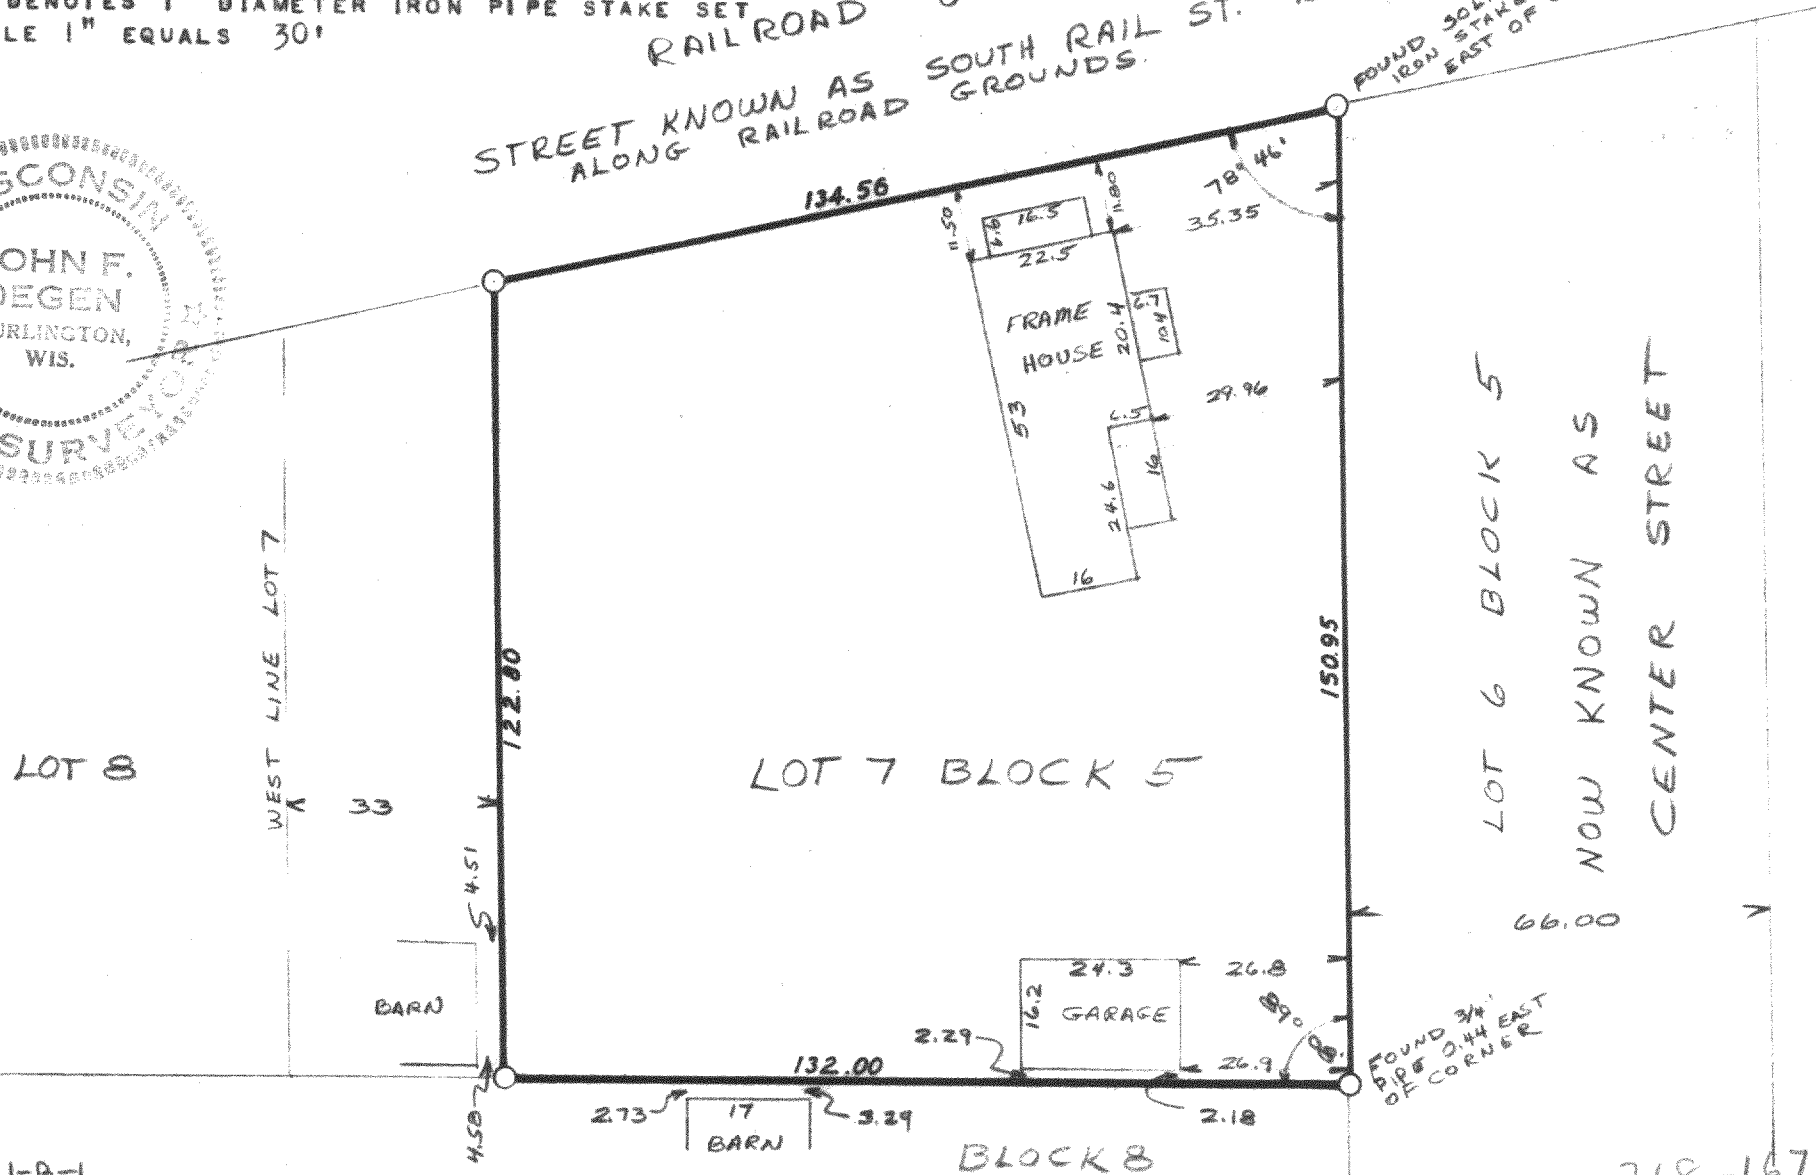 DENOTES 1" DIAMETER IRON PIPE STAKE SET
LE 1" EQUALS 30'
RAILROAD
STREET KNOWN AS SOUTH RAIL ST.
ALONG RAILROAD GROUNDS.
FOUND
IRON STAKE
EAST OF
SCONSIN
OHN F.
DEGEN
URLINGTON,
WIS.
SURVEYOR
134.56
78° 46'
11.50
6.6
16.5
11.80
35.35
22.5
FRAME
HOUSE
20.4
6.7
10.4
53
29.96
24.6
16
16
122.80
150.95
WEST LINE LOT 7
LOT 8
33
LOT 7 BLOCK 5
LOT 6 BLOCK 5
NOW KNOWN AS
CENTER STREET
66.00
4.51
BARN
4.58
24.3
16.2
GARAGE
26.8
26.9
89°
2.29
132.00
2.18
2.73
17
BARN
3.29
FOUND 3/4"
PIPE 0.44 EAST
OF CORNER
BLOCK 8